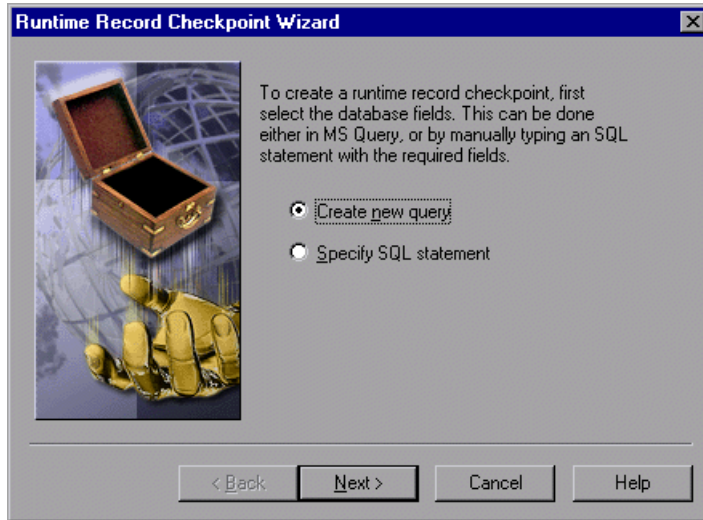 Runtime Record Checkpoint Wizard
To create a runtime record checkpoint, first
select the database fields. This can be done
either in MS Query, or by manually typing an SQL
statement with the required fields.
Create new query
Specify SQL statement
< Back
Next >
Cancel
Help